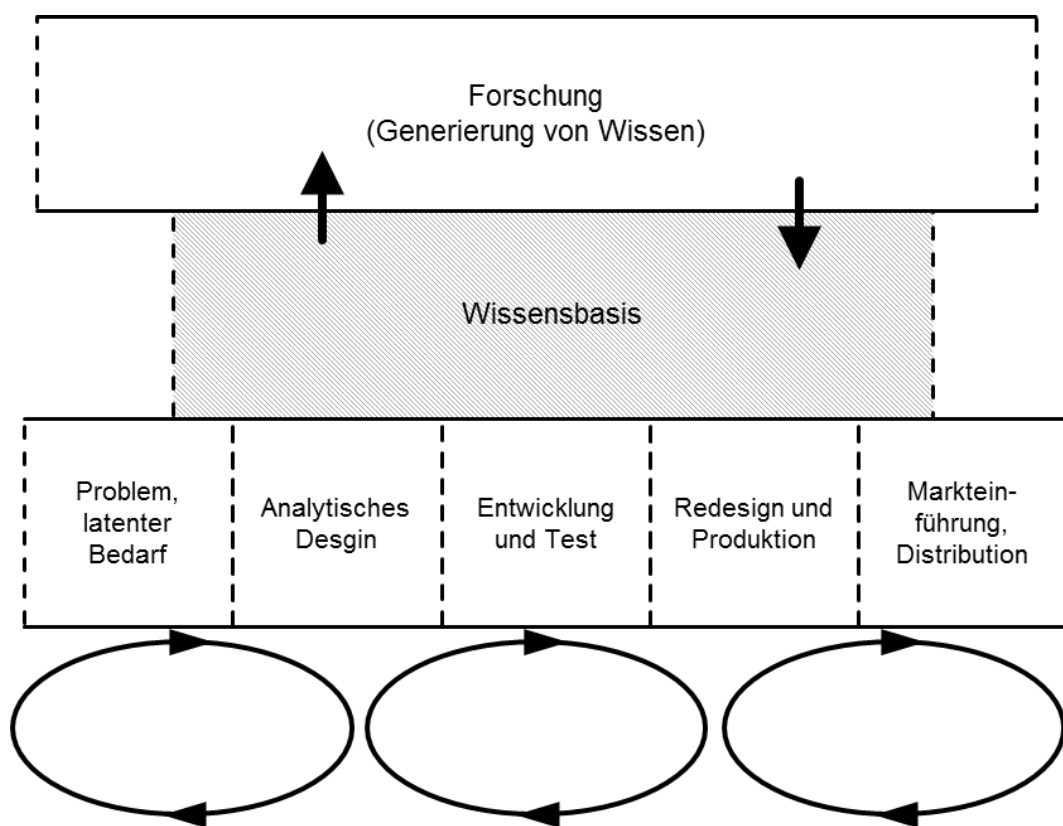 Forschung
(Generierung von Wissen)
Wissensbasis
Problem,
latenter
Bedarf
Analytisches
Desgin
Entwicklung
und Test
Redesign und
Produktion
Marktein-
führung,
Distribution